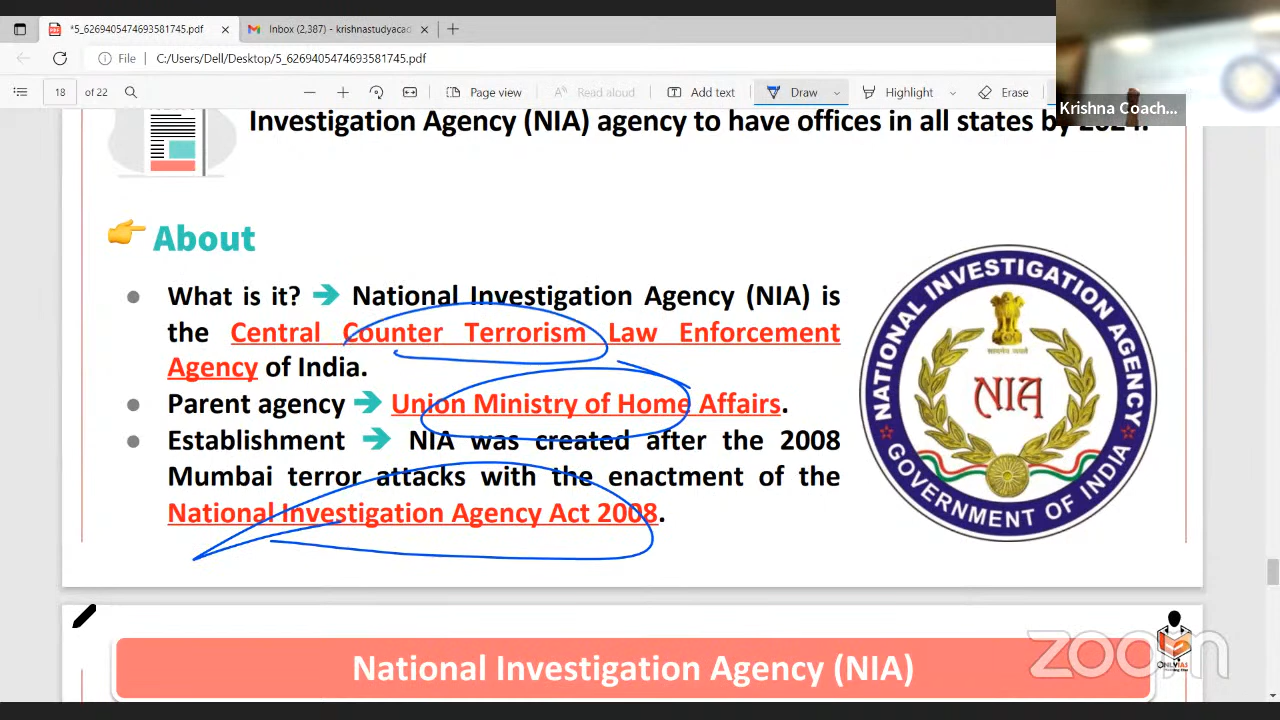 *5_6269405474693581745.pdf
Inbox (2,387) - krishnastudyacad
File C:/Users/Dell/Desktop/5_6269405474693581745.pdf
18 of 22 Page view Read aloud Add text Draw Highlight Erase
Krishna Coach...
Investigation Agency (NIA) agency to have offices in all states by 2024.
About
What is it? ➔ National Investigation Agency (NIA) is
the Central Counter Terrorism Law Enforcement
Agency of India.
Parent agency ➔ Union Ministry of Home Affairs.
Establishment ➔ NIA was created after the 2008
Mumbai terror attacks with the enactment of the
National Investigation Agency Act 2008.
NATIONAL INVESTIGATION AGENCY
सत्यमेव जयते
NIA
GOVERNMENT OF INDIA
National Investigation Agency (NIA)
ONLYIAS
zoom